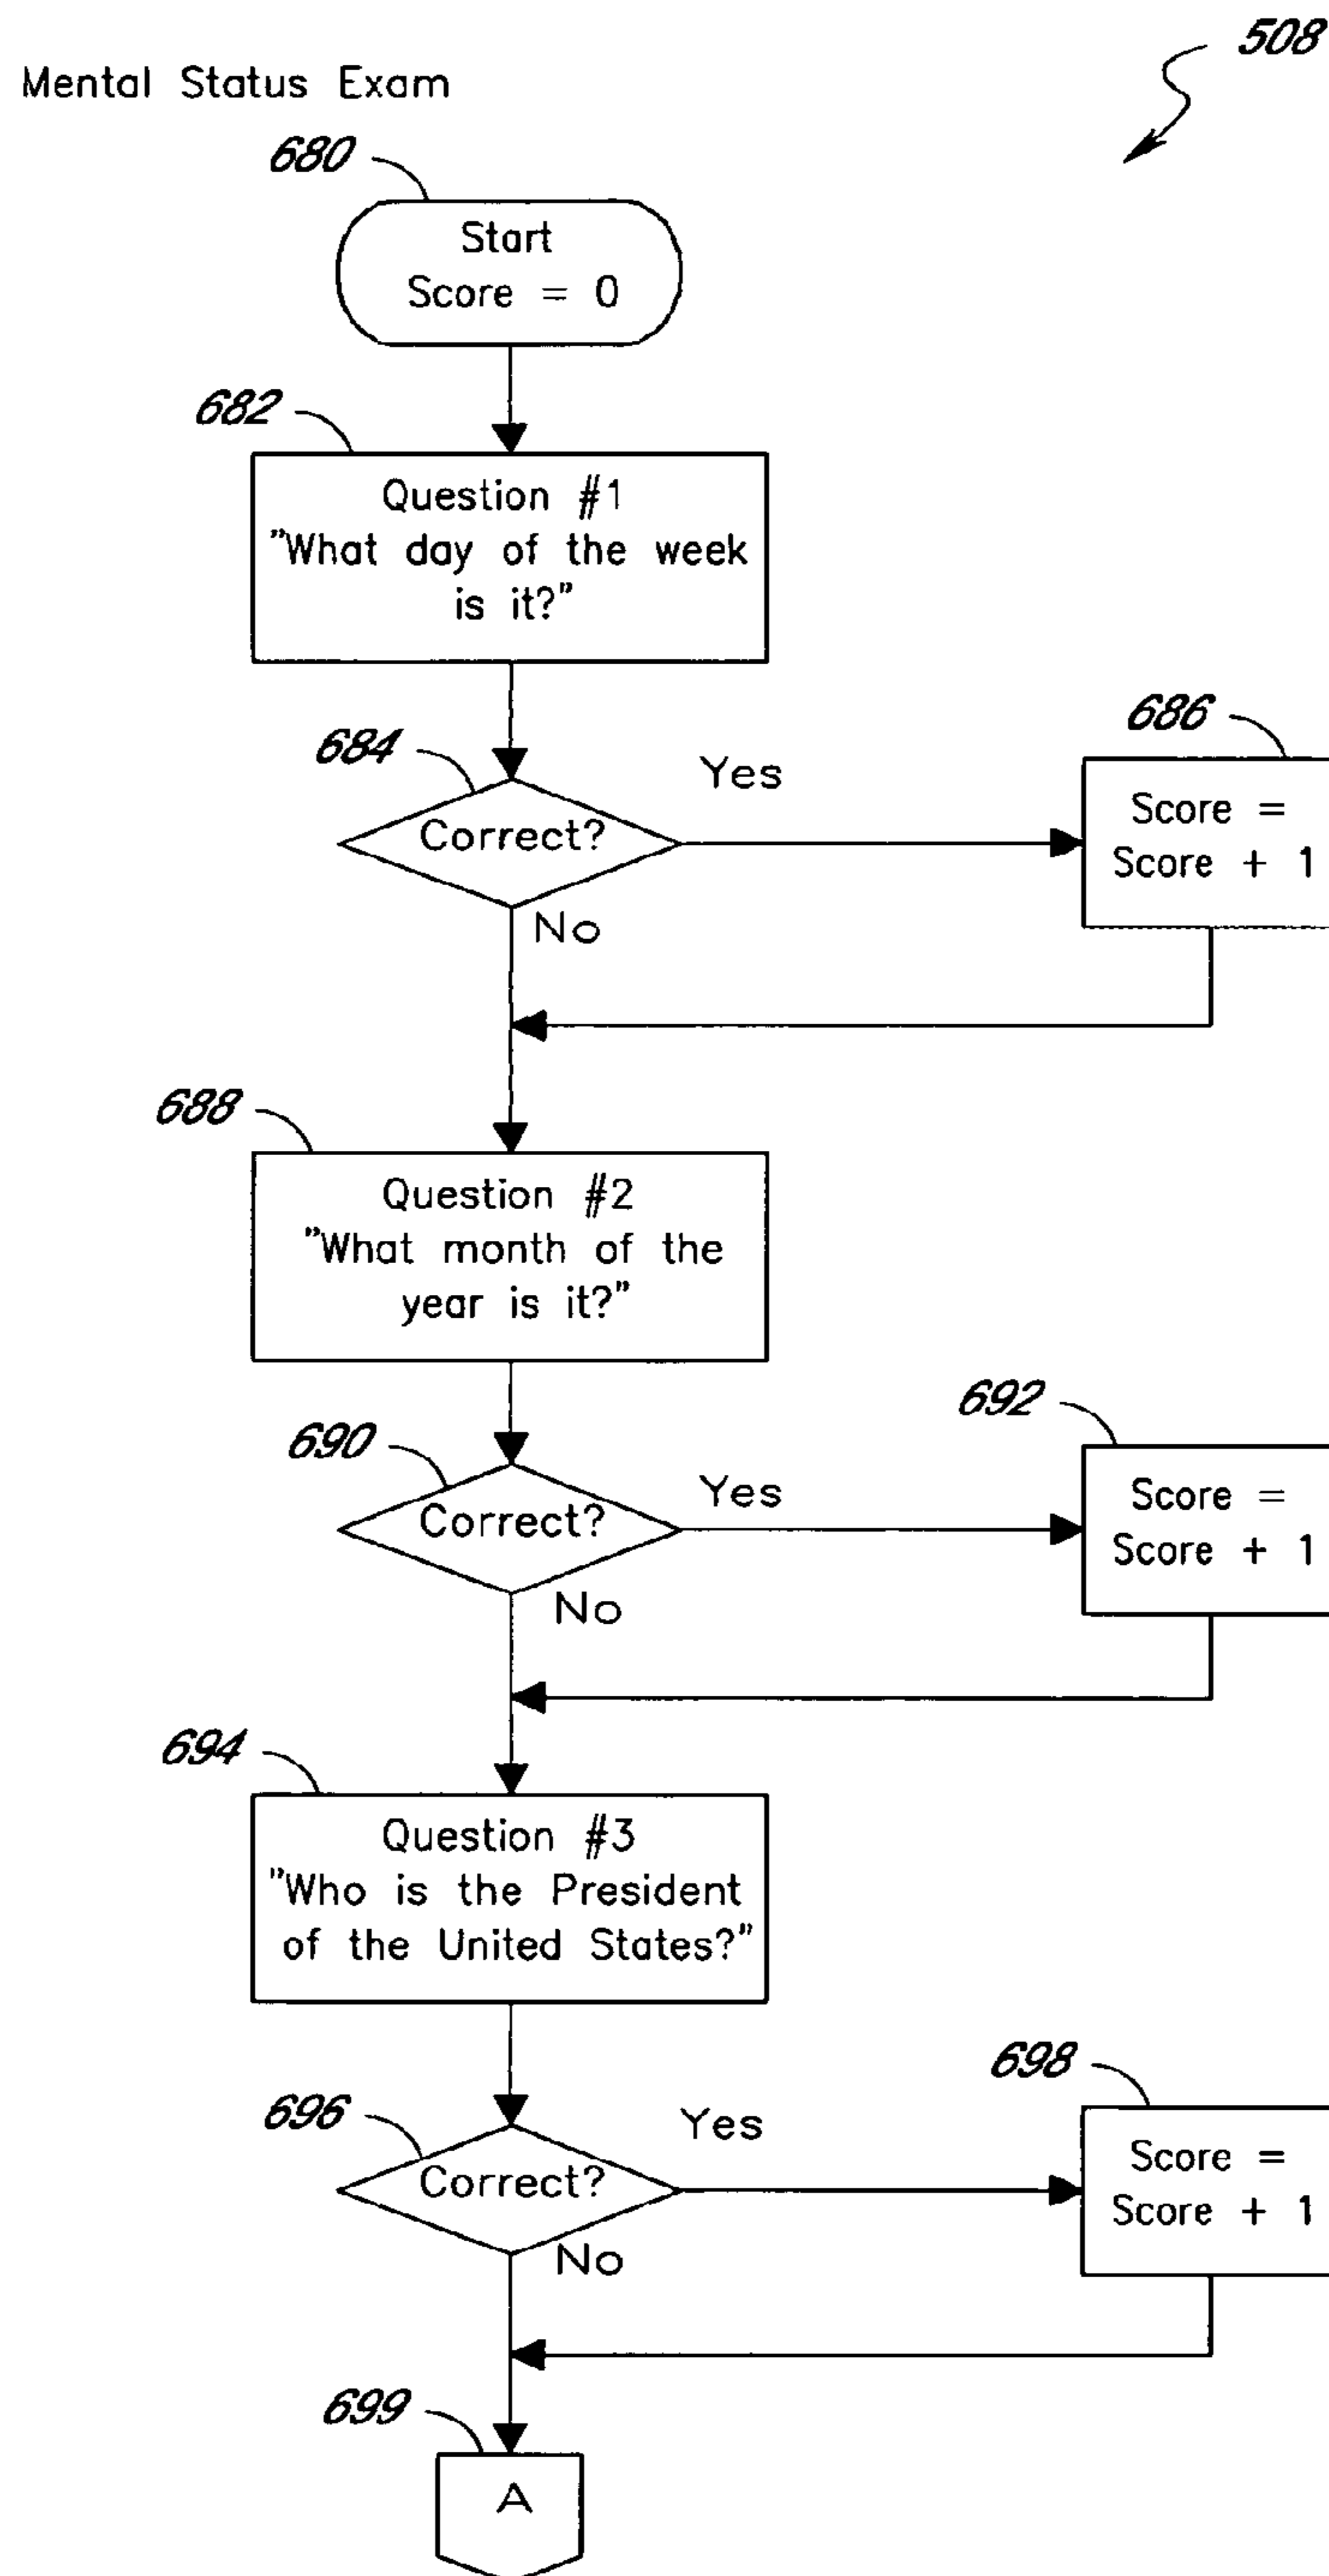 508
Mental Status Exam
680
Start
Score = 0
682
Question #1
"What day of the week
is it?"
684
Correct?
Yes
No
686
Score =
Score + 1
688
Question #2
"What month of the
year is it?"
690
Correct?
Yes
No
692
Score =
Score + 1
694
Question #3
"Who is the President
of the United States?"
696
Correct?
Yes
No
698
Score =
Score + 1
699
A